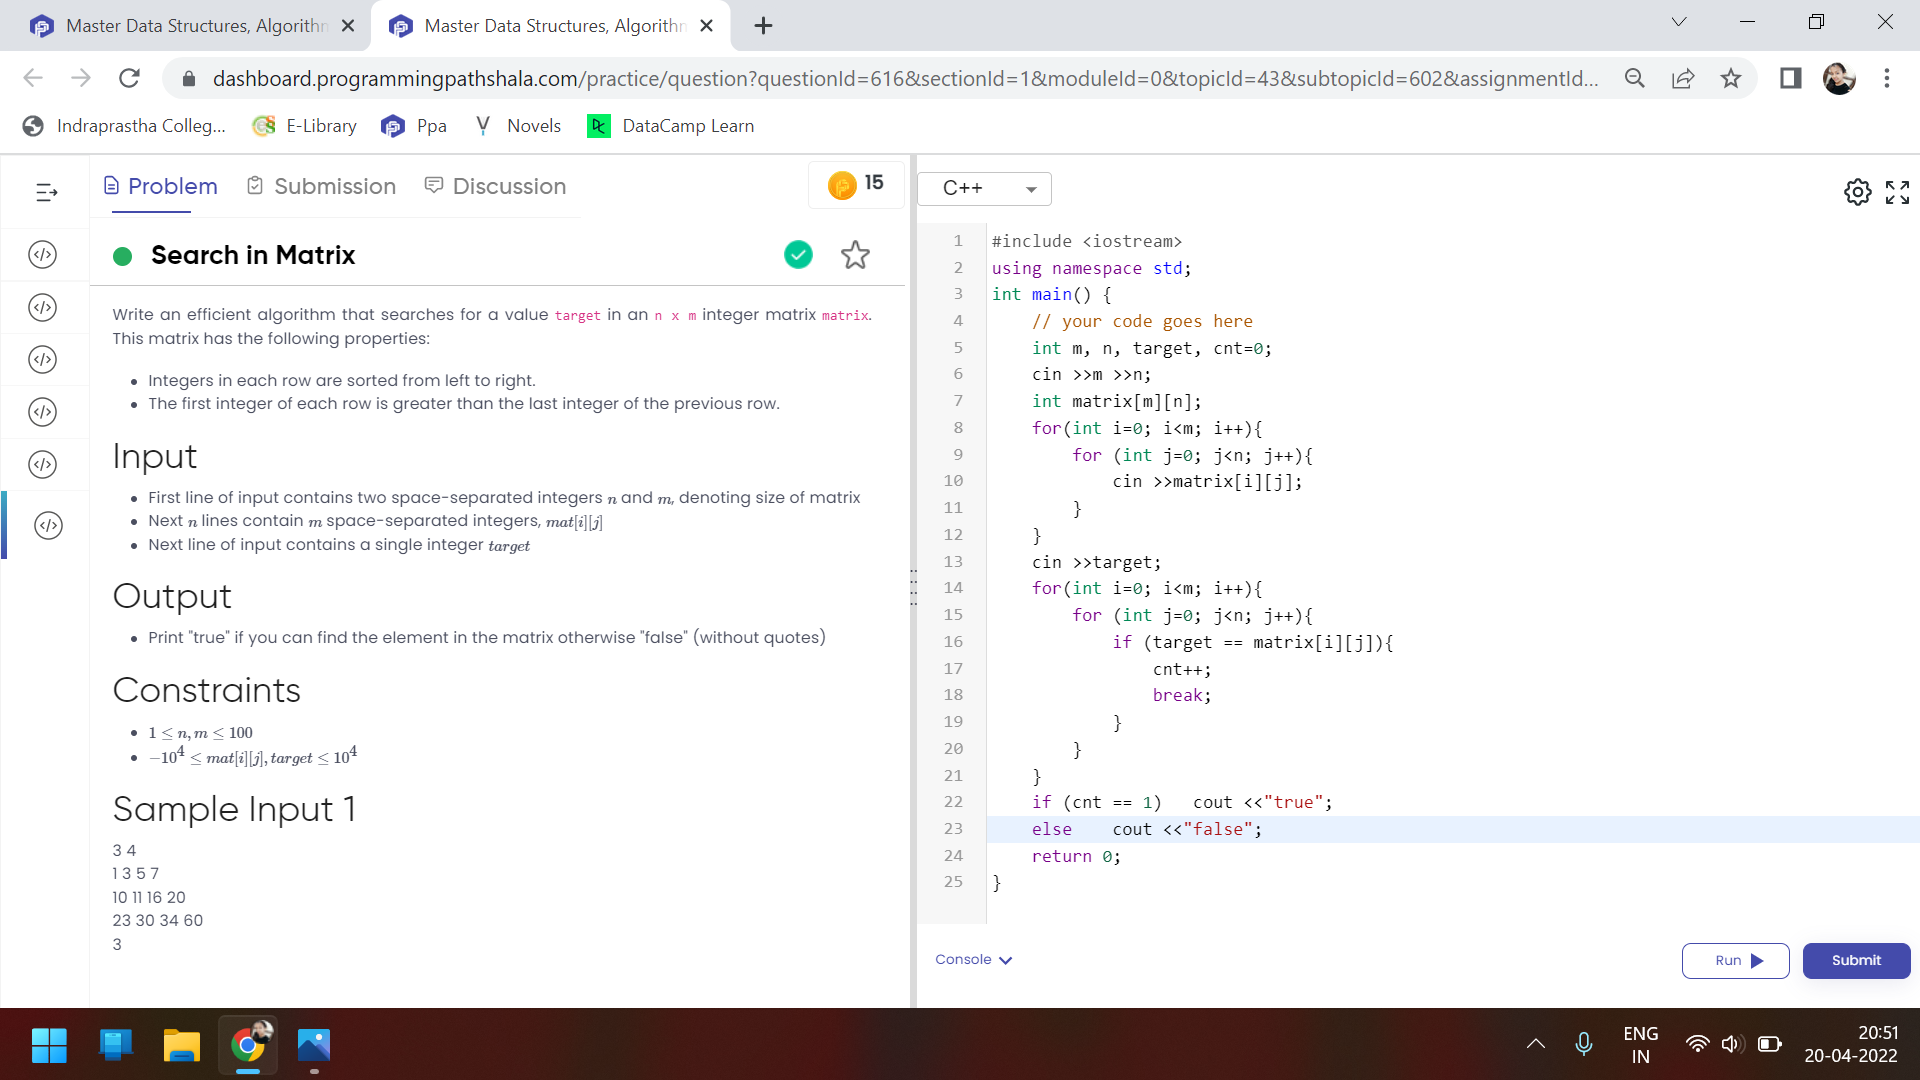 Master Data Structures, Algorithm
Master Data Structures, Algorithm
dashboard.programmingpathshala.com/practice/question?questionId=616&sectionId=1&moduleId=0&topicId=43&subtopicId=602&assignmentId...
Indraprastha Colleg...
E-Library
Ppa
Novels
DataCamp Learn
Problem
Submission
Discussion
15
Search in Matrix
Write an efficient algorithm that searches for a value target in an n x m integer matrix matrix.
This matrix has the following properties:
• Integers in each row are sorted from left to right.
• The first integer of each row is greater than the last integer of the previous row.
Input
• First line of input contains two space-separated integers n and m, denoting size of matrix
• Next n lines contain m space-separated integers, mat[i][j]
• Next line of input contains a single integer target
Output
• Print "true" if you can find the element in the matrix otherwise "false" (without quotes)
Constraints
• 1 ≤ n, m ≤ 100
• −10⁴ ≤ mat[i][j], target ≤ 10⁴
Sample Input 1
3 4
1 3 5 7
10 11 16 20
23 30 34 60
3
C++
1 #include <iostream>
2 using namespace std;
3 int main() {
4 // your code goes here
5 int m, n, target, cnt=0;
6 cin >>m >>n;
7 int matrix[m][n];
8 for(int i=0; i<m; i++){
9 for (int j=0; j<n; j++){
10 cin >>matrix[i][j];
11 }
12 }
13 cin >>target;
14 for(int i=0; i<m; i++){
15 for (int j=0; j<n; j++){
16 if (target == matrix[i][j]){
17 cnt++;
18 break;
19 }
20 }
21 }
22 if (cnt == 1) cout <<"true";
23 else cout <<"false";
24 return 0;
25 }
Console
Run
Submit
ENG
IN
20:51
20-04-2022